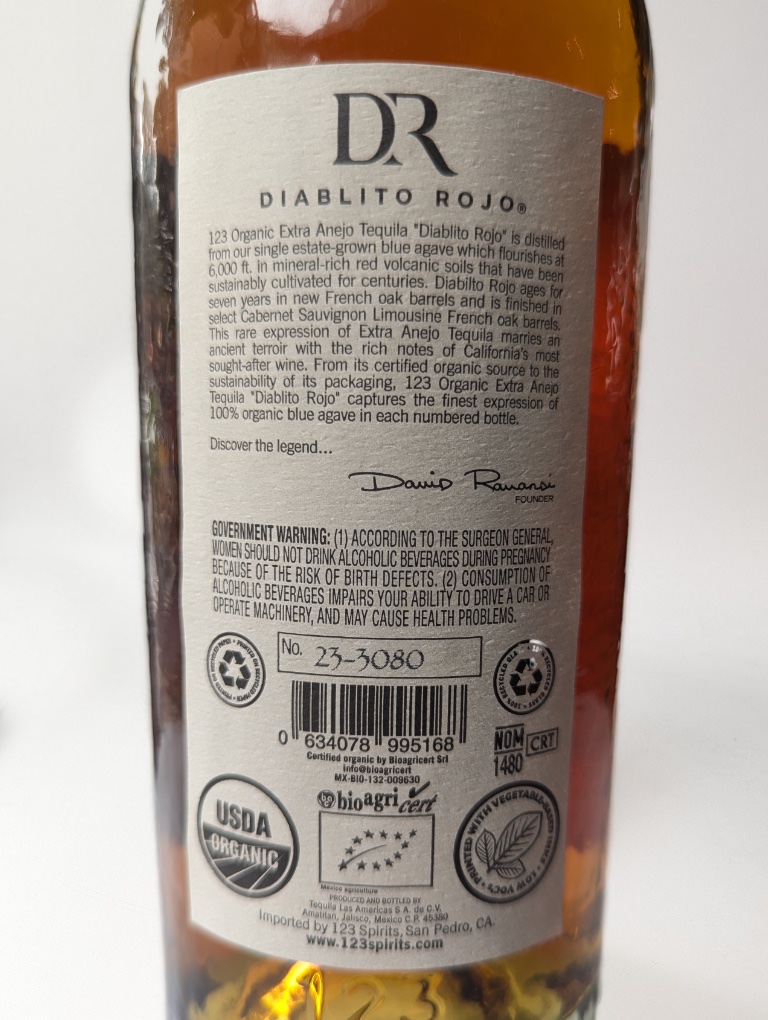 DR
DIABLITO ROJO®
123 Organic Extra Anejo Tequila "Diablito Rojo" is distilled
from our single estate-grown blue agave which flourishes at
6,000 ft. in mineral-rich red volcanic soils that have been
sustainably cultivated for centuries. Diabilto Rojo ages for
seven years in new French oak barrels and is finished in
select Cabernet Sauvignon Limousine French oak barrels.
This rare expression of Extra Anejo Tequila marries an
ancient terroir with the rich notes of California's most
sought-after wine. From its certified organic source to the
sustainability of its packaging, 123 Organic Extra Anejo
Tequila "Diablito Rojo" captures the finest expression of
100% organic blue agave in each numbered bottle.
Discover the legend...
David Ravandi
FOUNDER
GOVERNMENT WARNING: (1) ACCORDING TO THE SURGEON GENERAL,
WOMEN SHOULD NOT DRINK ALCOHOLIC BEVERAGES DURING PREGNANCY
BECAUSE OF THE RISK OF BIRTH DEFECTS. (2) CONSUMPTION OF
ALCOHOLIC BEVERAGES IMPAIRS YOUR ABILITY TO DRIVE A CAR OR
OPERATE MACHINERY, AND MAY CAUSE HEALTH PROBLEMS.
No. 23-3080
0 634078 995168
Certified organic by Bioagricert Srl
info@bioagricert
MX-BIO-132-009630
NOM CRT
1480
bioagricert
USDA
ORGANIC
PRINTED WITH VEGETABLE-BASED INKS • LOW VOC'S •
Mexico agriculture
PRODUCED AND BOTTLED BY
Tequila Las Americas S.A. de C.V.
Amatitan, Jalisco, Mexico C.P. 45380
Imported by 123 Spirits, San Pedro, CA.
www.123spirits.com